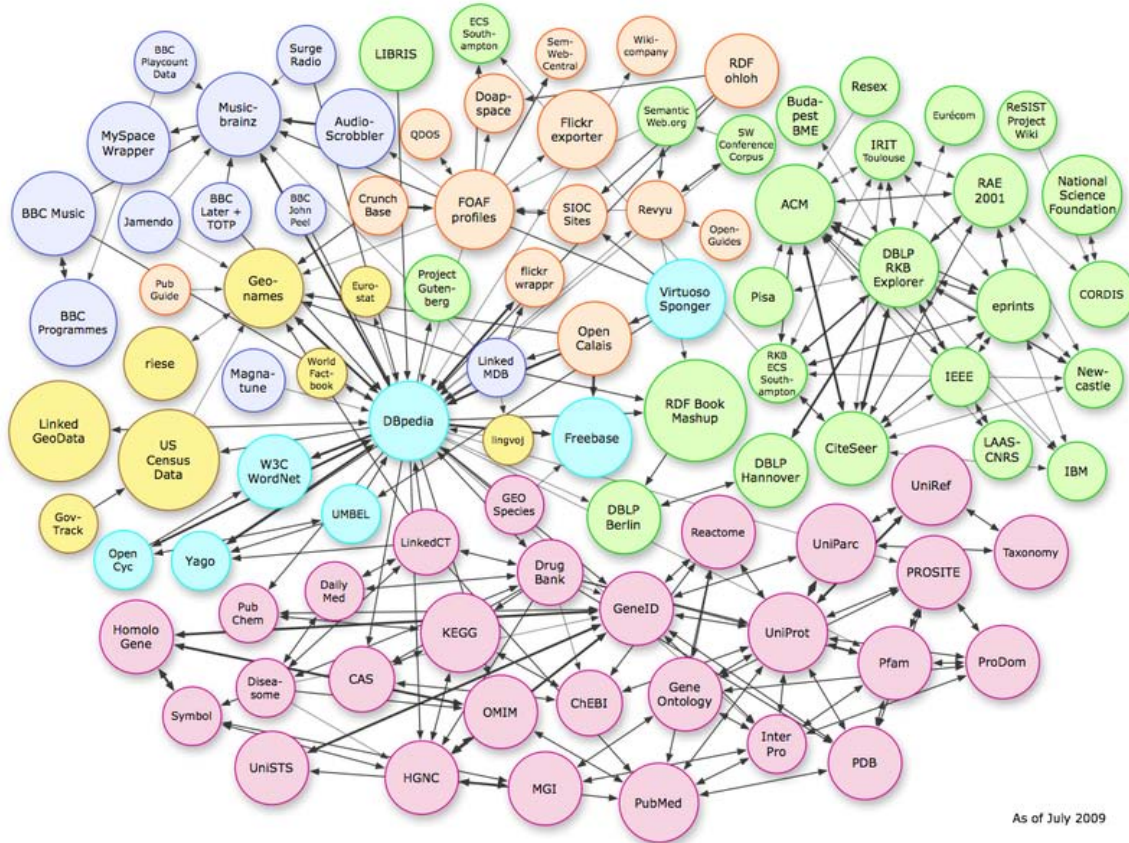 BBC
Playcount
Data
Surge
Radio
LIBRIS
ECS
South-
ampton
Sem-
Web-
Central
Wiki-
company
RDF
ohloh
Music-
brainz
Audio-
Scrobbler
MySpace
Wrapper
QDOS
Doap-
space
Flickr
exporter
Semantic
Web.org
SW
Conference
Corpus
Buda-
pest
BME
Resex
Eurécom
ReSIST
Project
Wiki
IRIT
Toulouse
RAE
2001
National
Science
Foundation
ACM
BBC Music
Jamendo
BBC
Later +
TOTP
BBC
John
Peel
Crunch
Base
FOAF
profiles
SIOC
Sites
Revyu
Open-
Guides
DBLP
RKB
Explorer
BBC
Programmes
Pub
Guide
Geo-
names
Euro-
stat
Project
Guten-
berg
flickr
wrappr
Virtuoso
Sponger
Pisa
eprints
CORDIS
riese
Magna-
tune
World
Fact-
book
Linked
MDB
Open
Calais
RKB
ECS
South-
ampton
IEEE
New-
castle
Linked
GeoData
US
Census
Data
W3C
WordNet
DBpedia
lingvoj
Freebase
RDF Book
Mashup
CiteSeer
LAAS-
CNRS
IBM
DBLP
Hannover
Gov-
Track
Open
Cyc
Yago
UMBEL
GEO
Species
DBLP
Berlin
UniRef
LinkedCT
Reactome
UniParc
Taxonomy
Daily
Med
Drug
Bank
PROSITE
Pub
Chem
Homolo
Gene
KEGG
GeneID
UniProt
Pfam
ProDom
Disea-
some
CAS
ChEBI
Gene
Ontology
Symbol
OMIM
Inter
Pro
UniSTS
HGNC
MGI
PubMed
PDB
As of July 2009